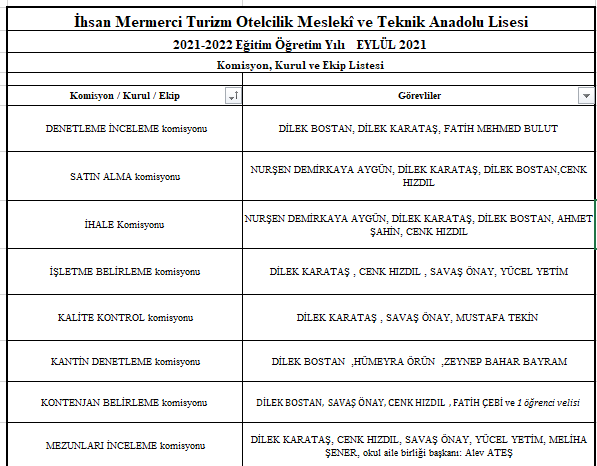 İhsan Mermerci Turizm Otelcilik Meslekî ve Teknik Anadolu Lisesi
2021-2022 Eğitim Öğretim Yılı EYLÜL 2021
Komisyon, Kurul ve Ekip Listesi
Komisyon / Kurul / Ekip Görevliler
DENETLEME İNCELEME komisyonu DİLEK BOSTAN, DİLEK KARATAŞ, FATİH MEHMED BULUT
SATIN ALMA komisyonu NURŞEN DEMİRKAYA AYGÜN, DİLEK KARATAŞ, DİLEK BOSTAN,CENK
HIZDIL
İHALE Komisyonu NURŞEN DEMİRKAYA AYGÜN, DİLEK KARATAŞ, DİLEK BOSTAN, AHMET
ŞAHİN, CENK HIZDIL
İŞLETME BELİRLEME komisyonu DİLEK KARATAŞ , CENK HIZDIL , SAVAŞ ÖNAY, YÜCEL YETİM
KALİTE KONTROL komisyonu DİLEK KARATAŞ , SAVAŞ ÖNAY, MUSTAFA TEKİN
KANTİN DENETLEME komisyonu DİLEK BOSTAN ,HÜMEYRA ÖRÜN ,ZEYNEP BAHAR BAYRAM
KONTENJAN BELİRLEME komisyonu DİLEK BOSTAN, SAVAŞ ÖNAY, CENK HIZDIL , FATİH ÇEBİ ve 1 öğrenci velisi
MEZUNLARI İNCELEME komisyonu DİLEK KARATAŞ, CENK HIZDIL, SAVAŞ ÖNAY, YÜCEL YETİM, MELİHA
ŞENER, okul aile birliği başkanı: Alev ATEŞ